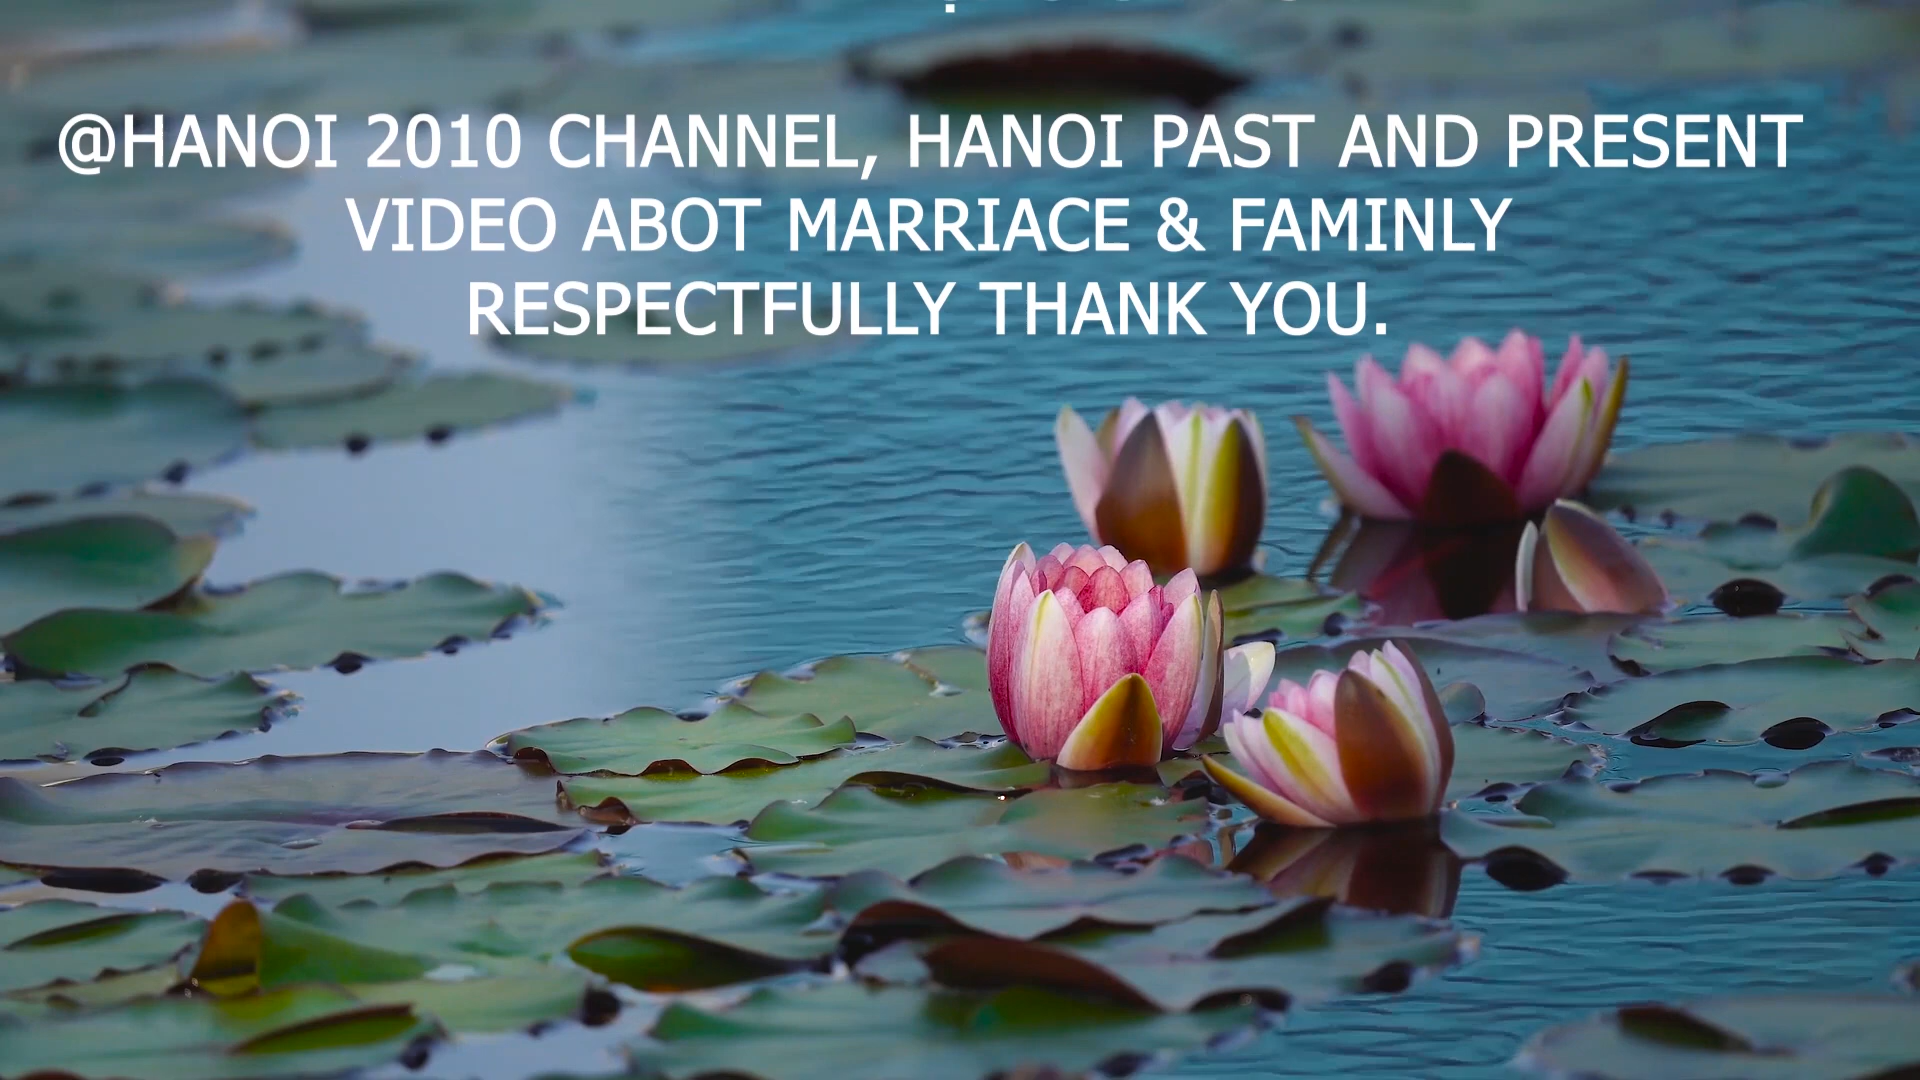 @HANOI 2010 CHANNEL, HANOI PAST AND PRESENT
VIDEO ABOT MARRIACE & FAMINLY
RESPECTFULLY THANK YOU.